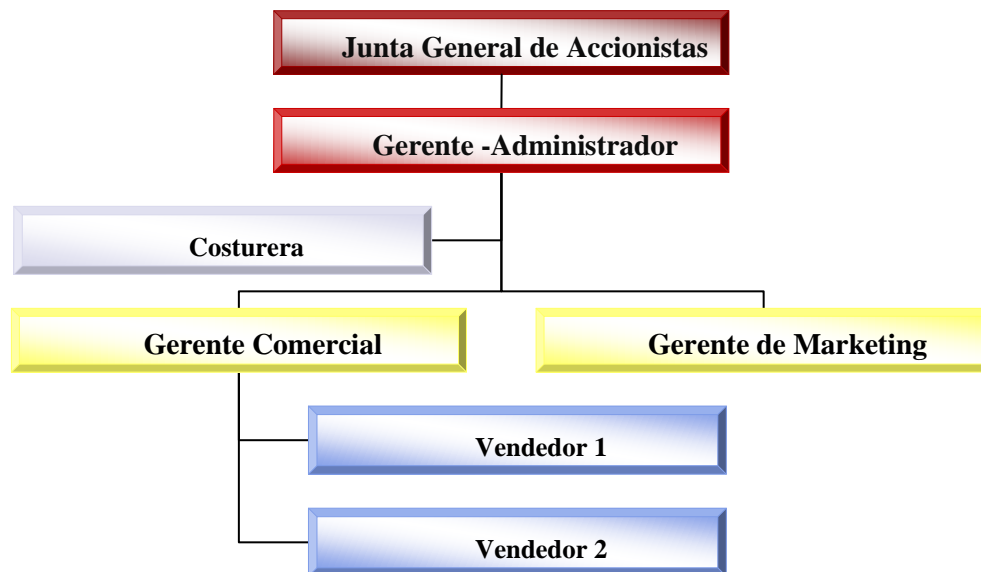 Junta General de Accionistas
Gerente -Administrador
Costurera
Gerente Comercial
Gerente de Marketing
Vendedor 1
Vendedor 2